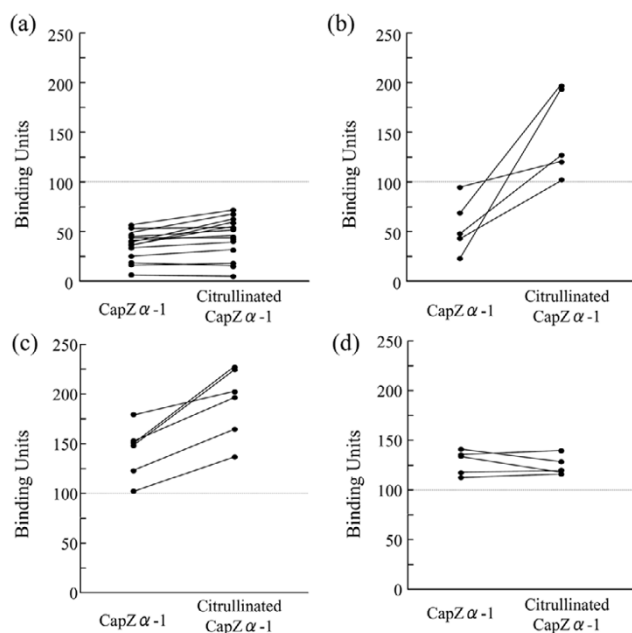 (a)
250
200
150
100
50
0
Binding Units
CapZ α-1
Citrullinated
CapZ α-1
(b)
250
200
150
100
50
0
Binding Units
CapZ α-1
Citrullinated
CapZ α-1
(c)
250
200
150
100
50
0
Binding Units
CapZ α-1
Citrullinated
CapZ α-1
(d)
250
200
150
100
50
0
Binding Units
CapZ α-1
Citrullinated
CapZ α-1